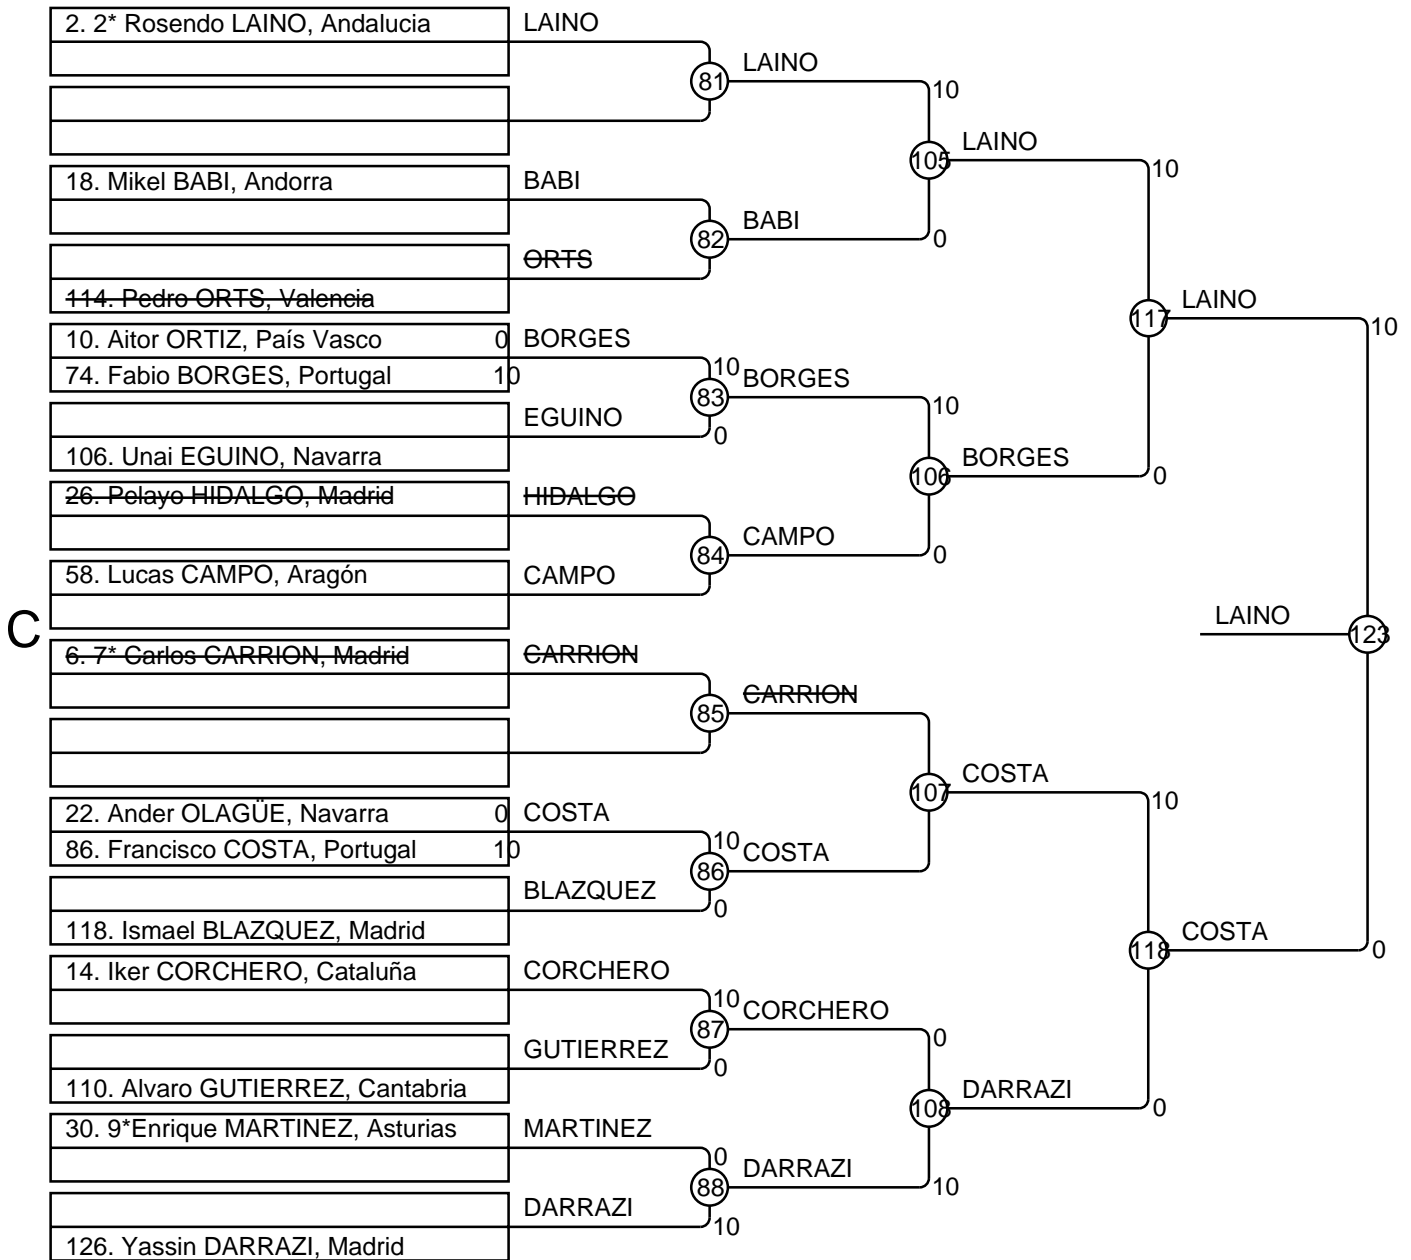 2. 2* Rosendo LAINO, Andalucia LAINO
81 LAINO
10
105 LAINO
10
18. Mikel BABI, Andorra BABI
82 BABI
0
ORTS
114. Pedro ORTS, Valencia
117 LAINO
10
10. Aitor ORTIZ, País Vasco 0 BORGES
74. Fabio BORGES, Portugal 10
10
83 BORGES
10
EGUINO
0
106. Unai EGUINO, Navarra
106 BORGES
0
26. Pelayo HIDALGO, Madrid HIDALGO
84 CAMPO
0
58. Lucas CAMPO, Aragón CAMPO
C
LAINO 123
6. 7* Carlos CARRION, Madrid CARRION
85 CARRION
107 COSTA
10
22. Ander OLAGÜE, Navarra 0 COSTA
86. Francisco COSTA, Portugal 10
10
86 COSTA
BLAZQUEZ
0
118. Ismael BLAZQUEZ, Madrid
118 COSTA
0
14. Iker CORCHERO, Cataluña CORCHERO
10
87 CORCHERO
0
GUTIERREZ
0
110. Alvaro GUTIERREZ, Cantabria
108 DARRAZI
0
30. 9*Enrique MARTINEZ, Asturias MARTINEZ
0
88 DARRAZI
10
DARRAZI
10
126. Yassin DARRAZI, Madrid